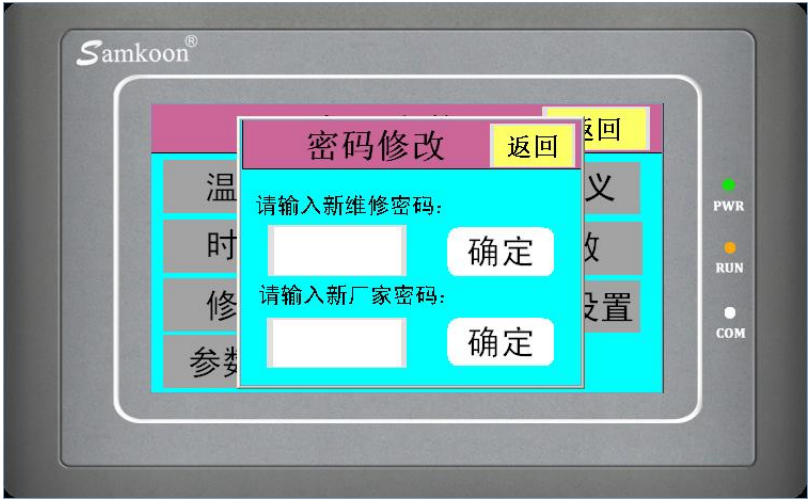 Samkoon®
返回
密码修改
返回
温
义
请输入新维修密码:
时
确定
请输入新厂家密码:
修
设置
确定
参数
PWR
RUN
COM